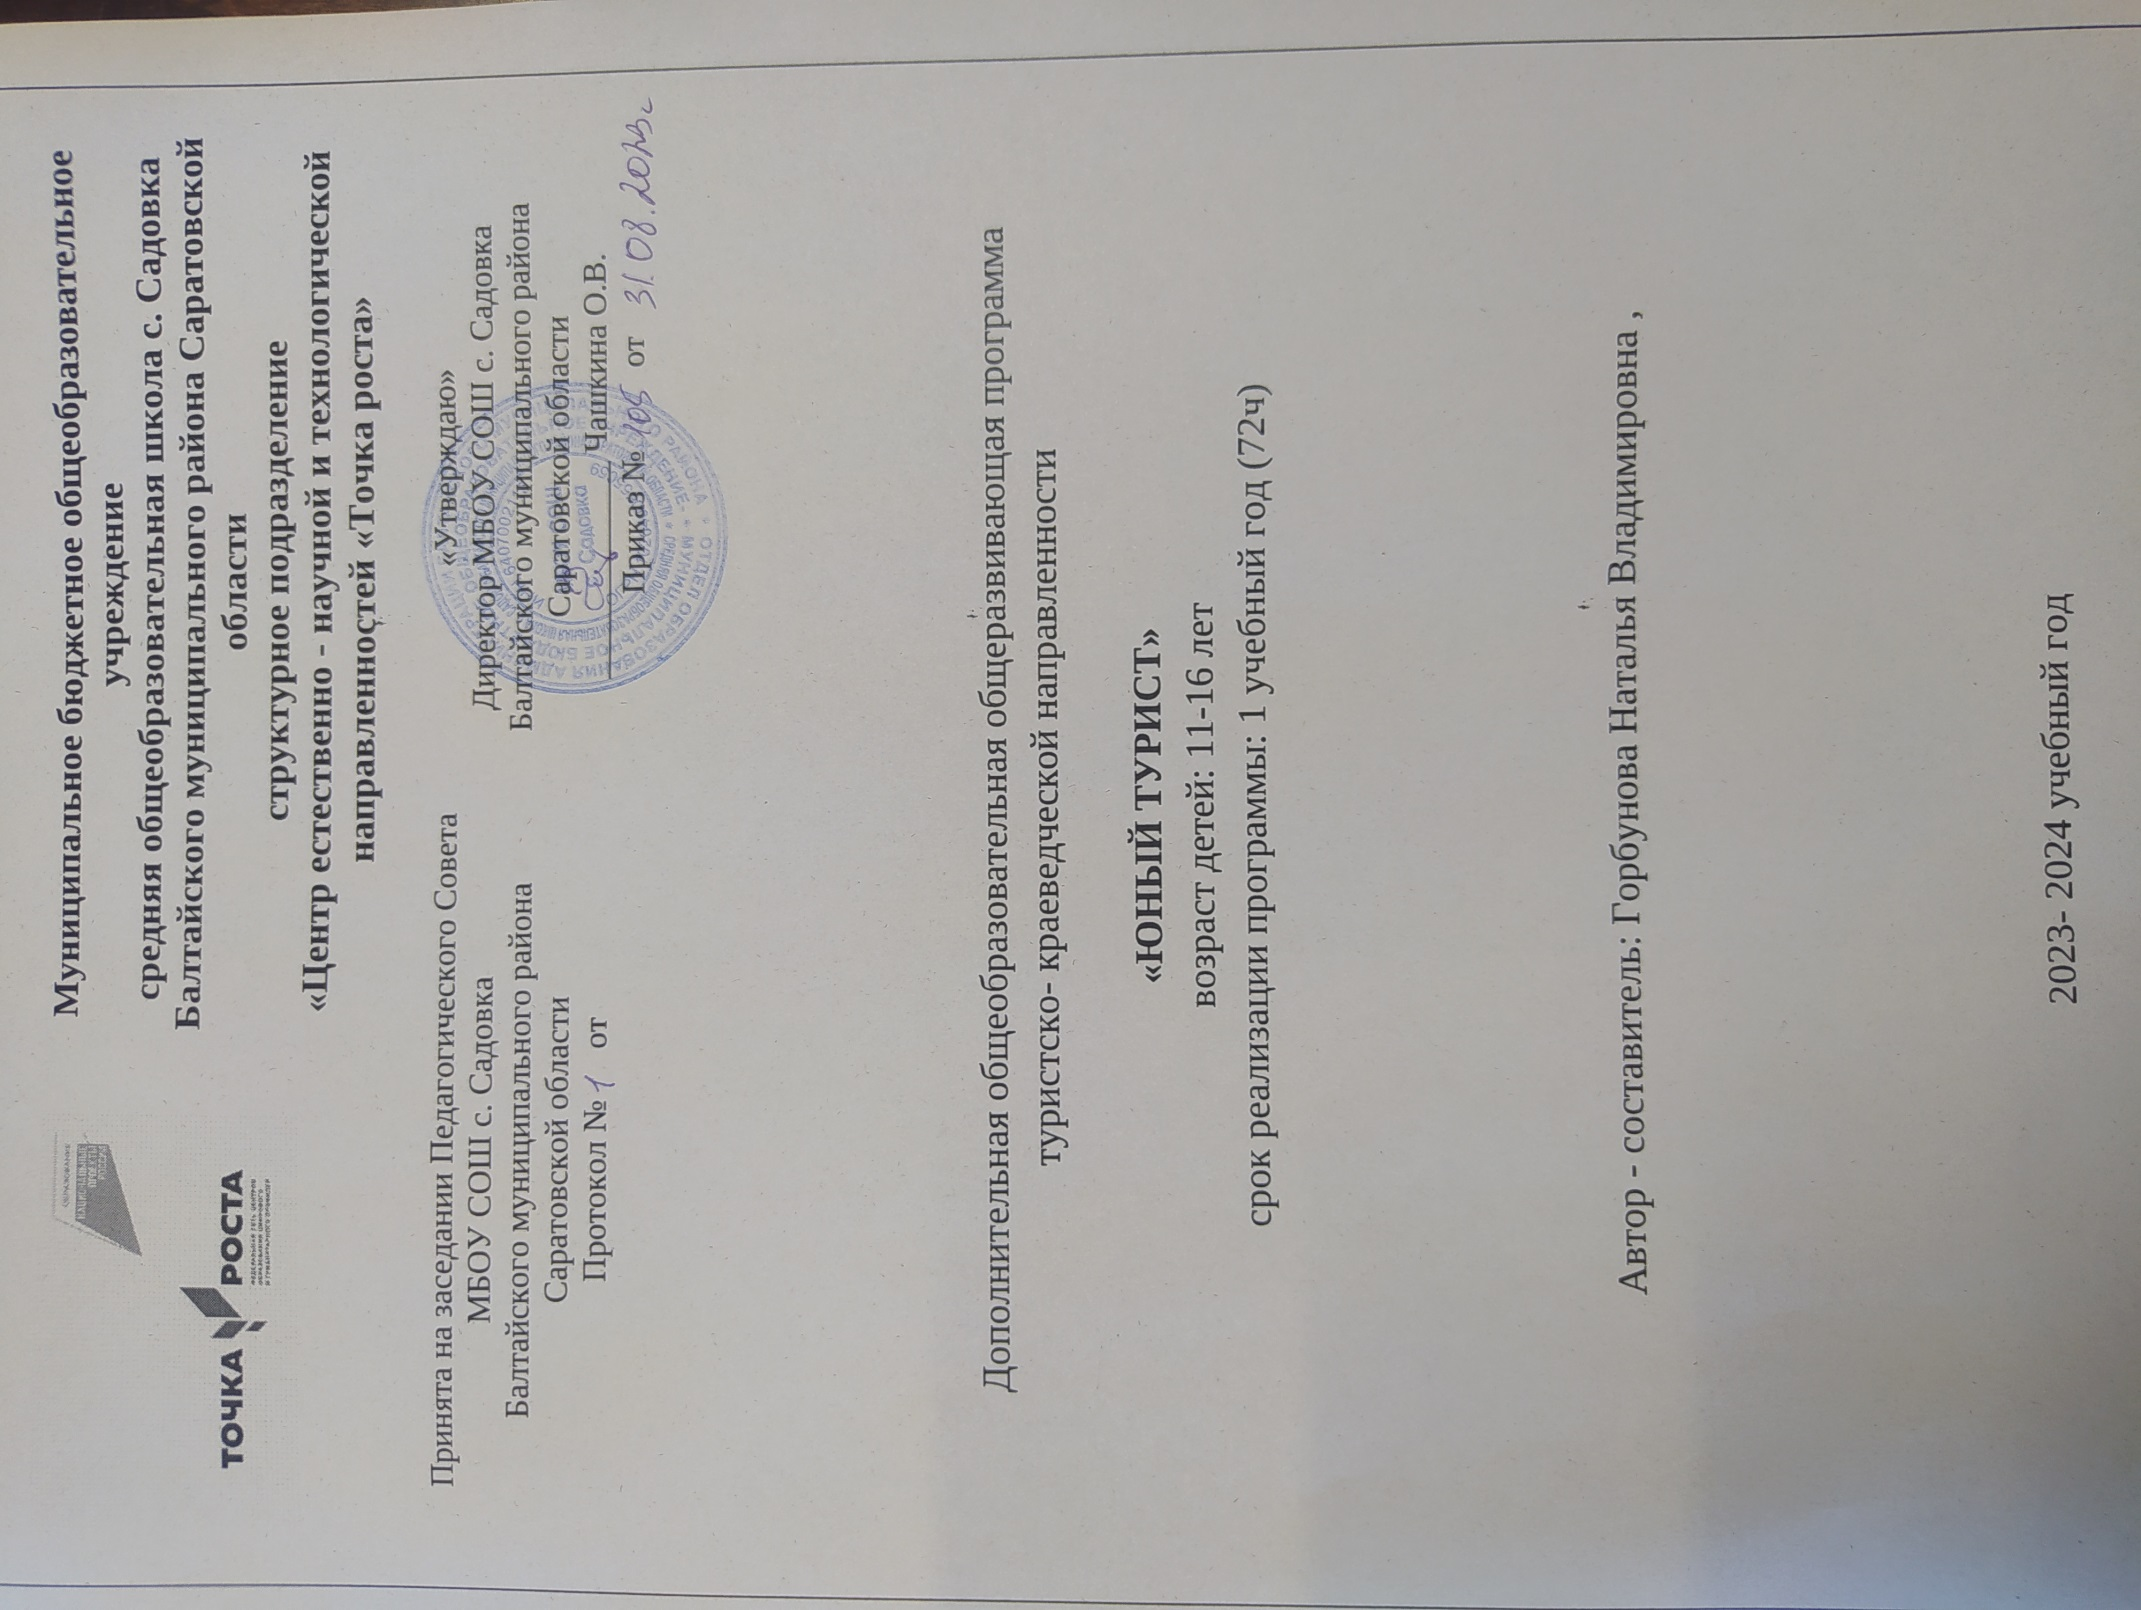 ОБРАЗОВАНИЕ
НАЦИОНАЛЬНЫЕ
ПРОЕКТЫ
РОССИИ
ТОЧКА РОСТА
Муниципальное бюджетное общеобразовательное
учреждение
средняя общеобразовательная школа с. Садовка
Балтайского муниципального района Саратовской
области
структурное подразделение
«Центр естественно - научной и технологической
направленностей «Точка роста»
Принята на заседании Педагогического Совета
МБОУ СОШ с. Садовка
Балтайского муниципального района
Саратовской области
Протокол № 1 от
«Утверждаю»
Директор МБОУ СОШ с. Садовка
Балтайского муниципального района
Саратовской области
Чашкина О.В.
Приказ № 105 от 31.08.2023г
Дополнительная общеобразовательная общеразвивающая программа
туристско- краеведческой направленности
«ЮНЫЙ ТУРИСТ»
возраст детей: 11-16 лет
срок реализации программы: 1 учебный год (72ч)
Автор - составитель: Горбунова Наталья Владимировна ,
2023- 2024 учебный год